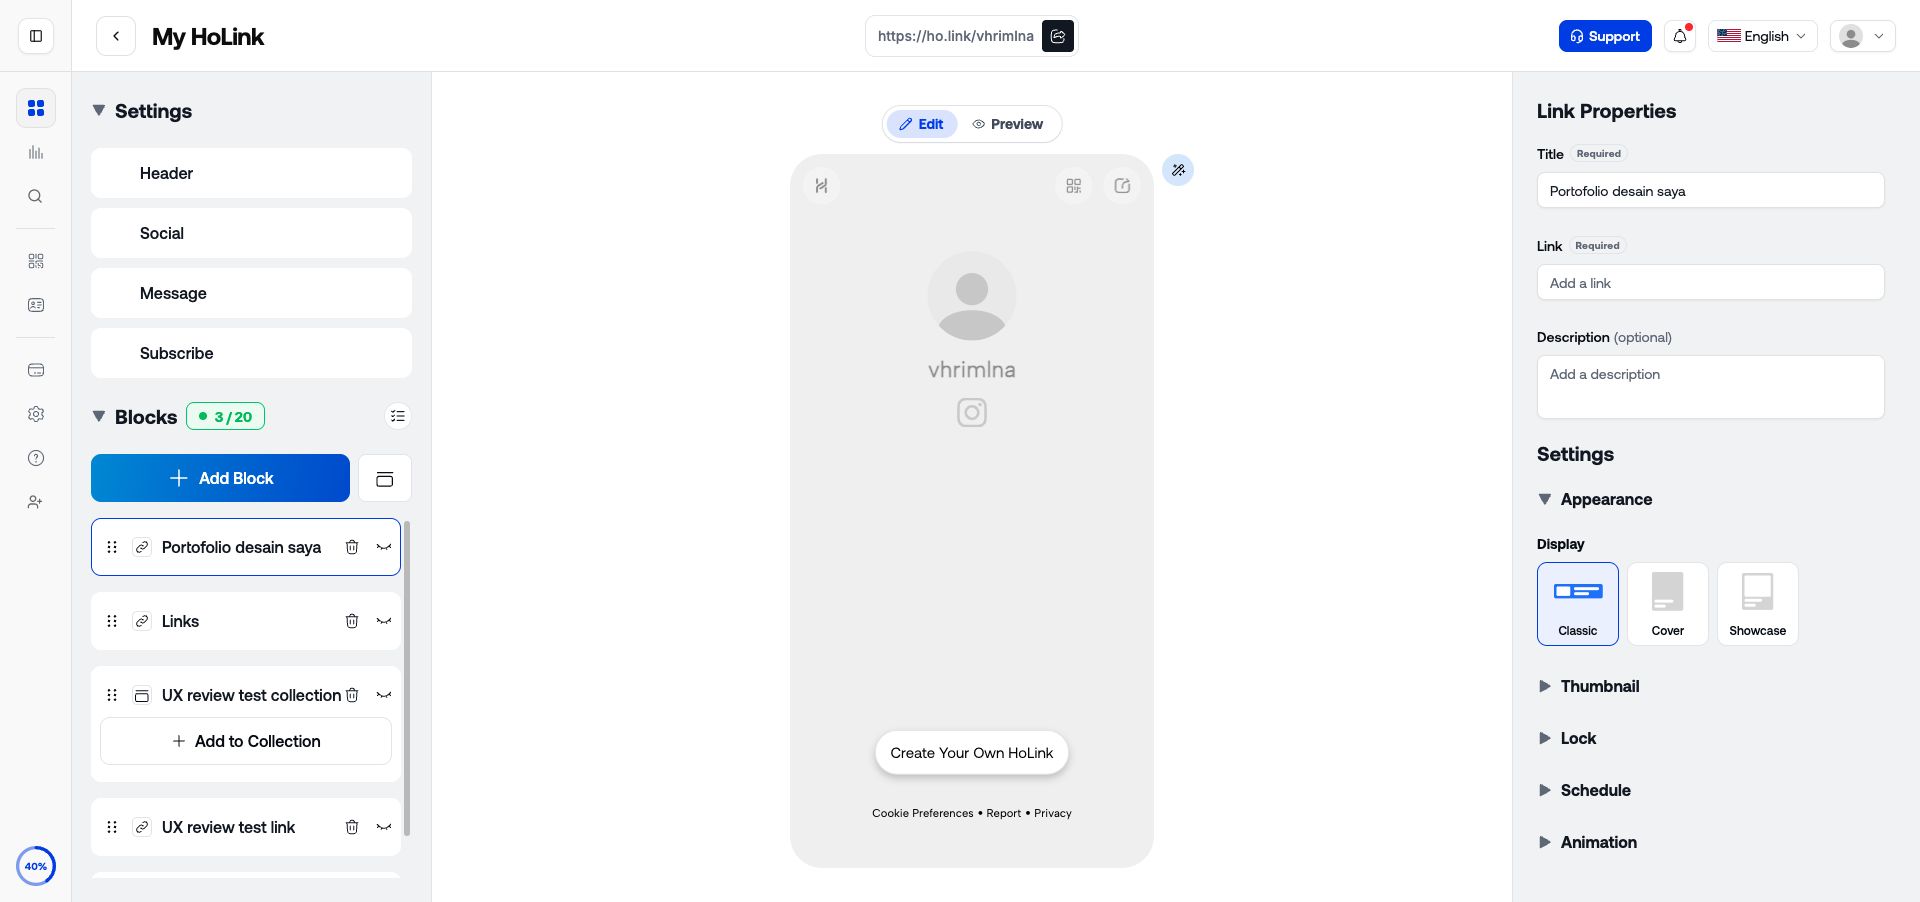 My HoLink
https://ho.link/vhrimlna
Support
English
Settings
Header
Social
Message
Subscribe
Blocks
3 / 20
Add Block
Portofolio desain saya
Links
UX review test collection
Add to Collection
UX review test link
40%
Edit
Preview
vhrimlna
Create Your Own HoLink
Cookie Preferences • Report • Privacy
Link Properties
Title Required
Portofolio desain saya
Link Required
Add a link
Description (optional)
Add a description
Settings
Appearance
Display
Classic
Cover
Showcase
Thumbnail
Lock
Schedule
Animation